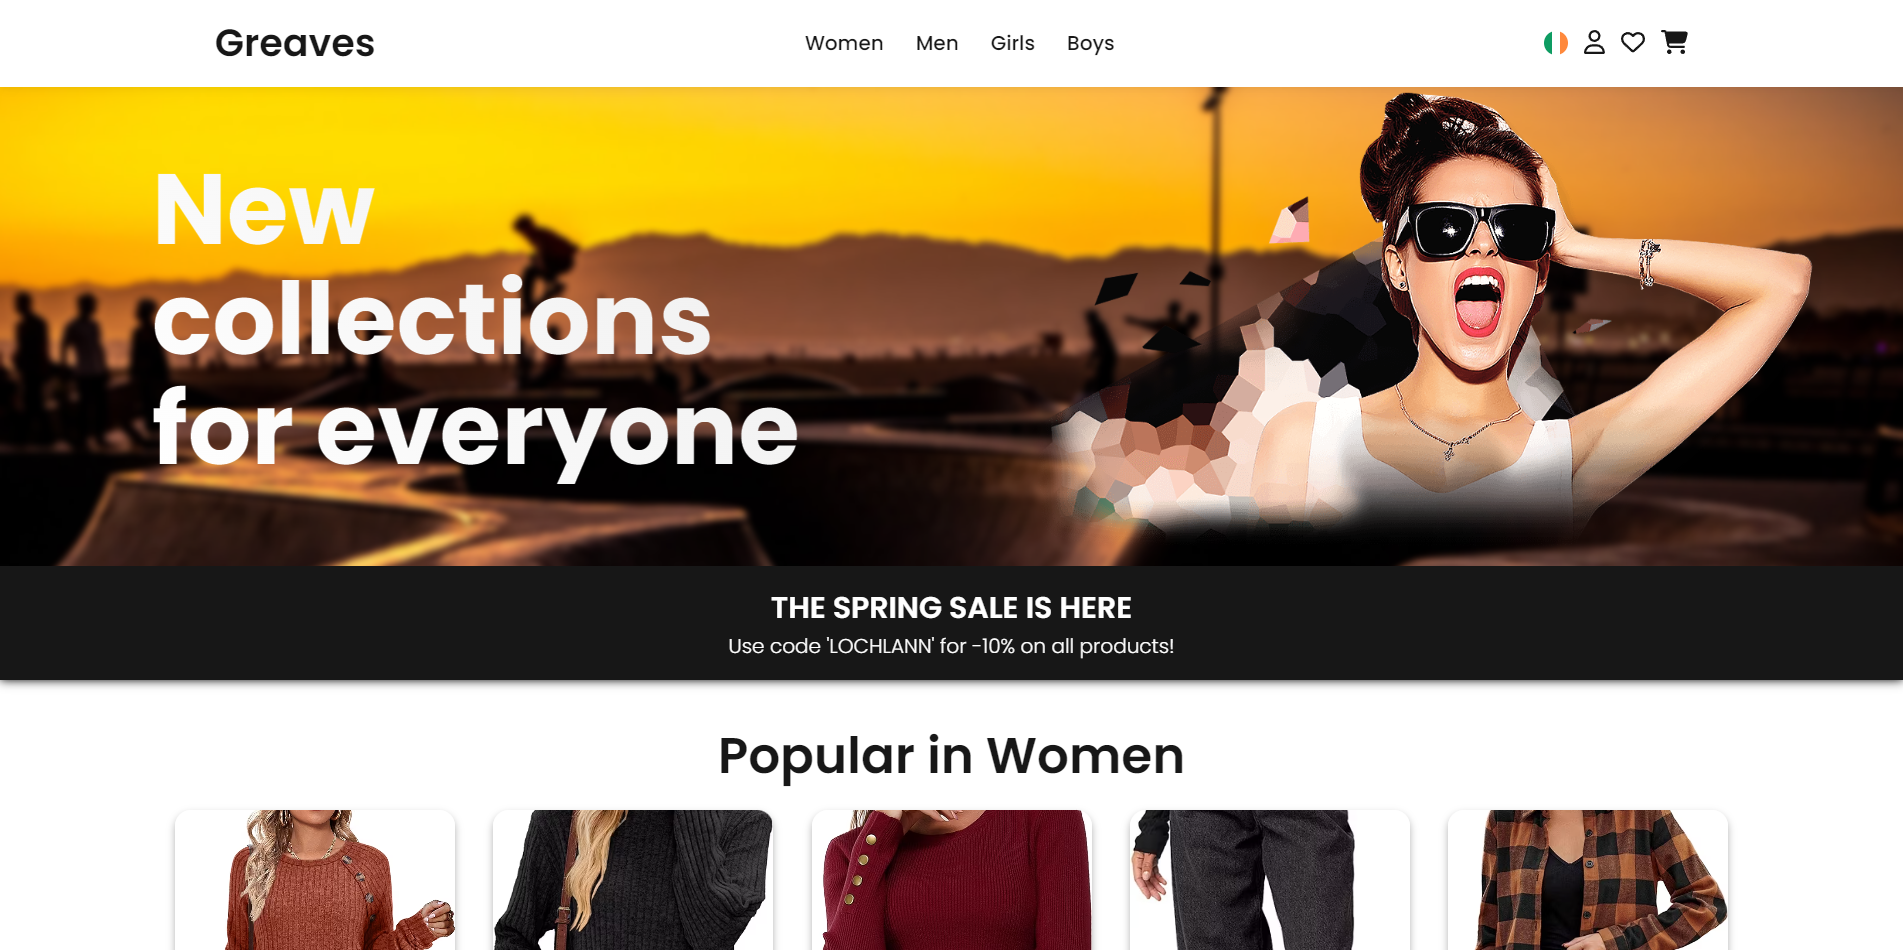 Greaves
Women
Men
Girls
Boys
New
collections
for everyone
THE SPRING SALE IS HERE
Use code 'LOCHLANN' for -10% on all products!
Popular in Women